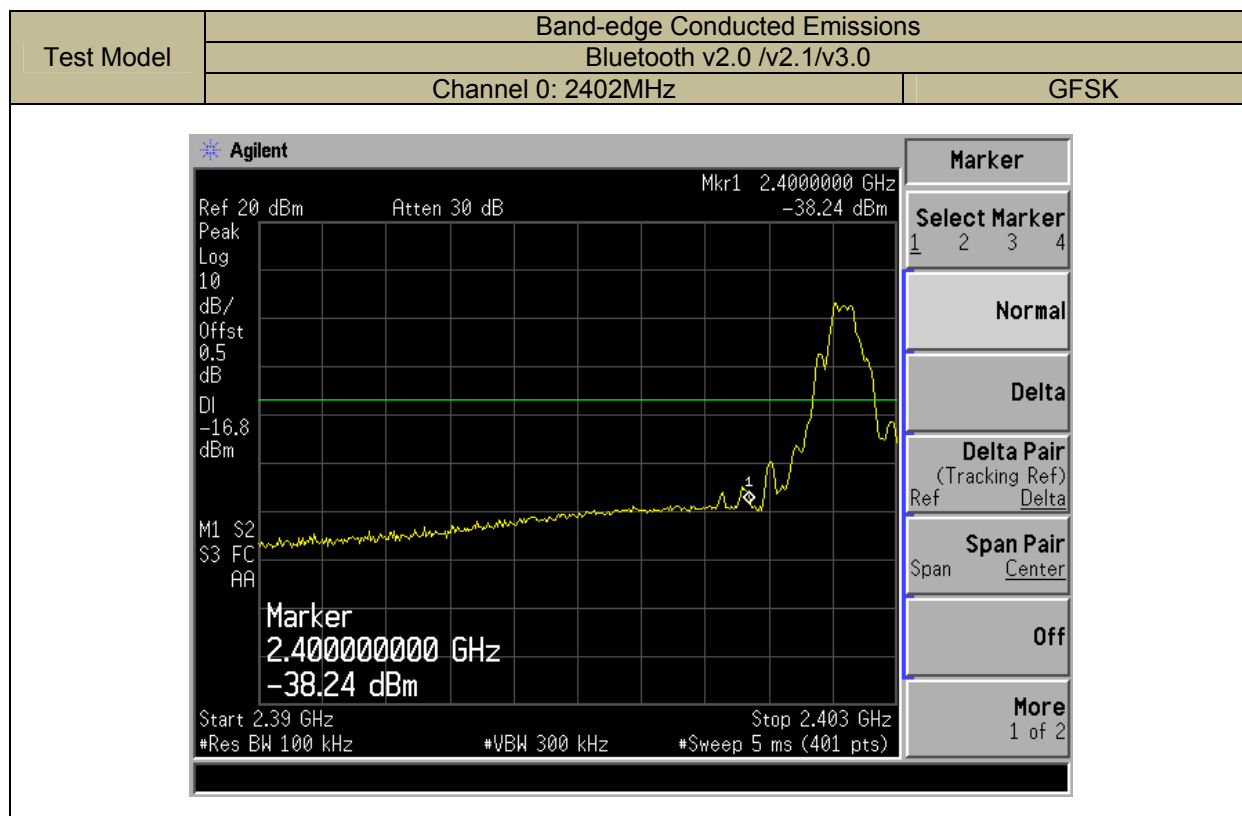 Test Model
Band-edge Conducted Emissions
Bluetooth v2.0 /v2.1/v3.0
Channel 0: 2402MHz
GFSK
Agilent
Mkr1 2.4000000 GHz
Ref 20 dBm Atten 30 dB -38.24 dBm
Peak
Log
10
dB/
Offst
0.5
dB
DI
-16.8
dBm
M1 S2
S3 FC
AA
1
Marker
2.400000000 GHz
-38.24 dBm
Start 2.39 GHz Stop 2.403 GHz
#Res BW 100 kHz #VBW 300 kHz #Sweep 5 ms (401 pts)
Marker
Select Marker
1 2 3 4
Normal
Delta
Delta Pair
(Tracking Ref)
Ref Delta
Span Pair
Span Center
Off
More
1 of 2